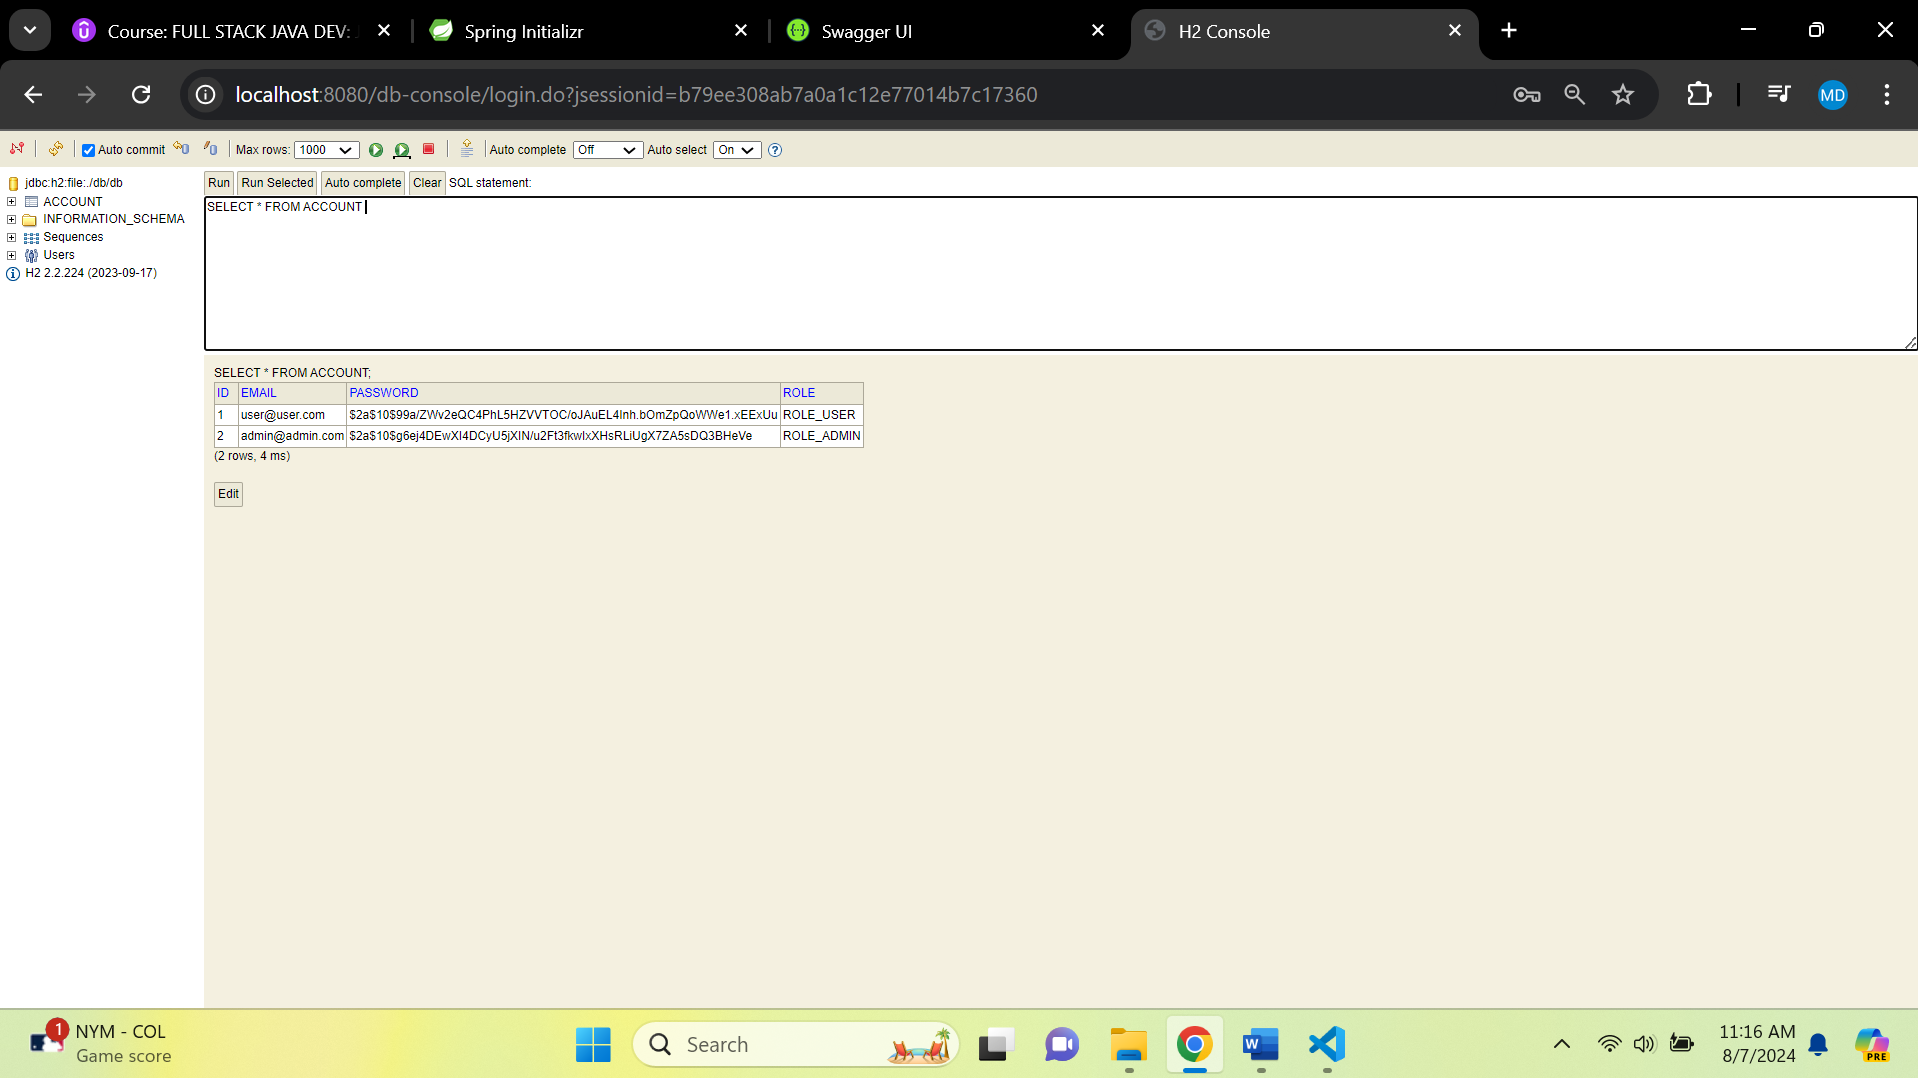 Course: FULL STACK JAVA DEV:
Spring Initializr
Swagger UI
H2 Console
localhost:8080/db-console/login.do?jsessionid=b79ee308ab7a0a1c12e77014b7c17360
MD
Auto commit
Max rows: 1000
Auto complete Off
Auto select On
jdbc:h2:file:./db/db
ACCOUNT
INFORMATION_SCHEMA
Sequences
Users
H2 2.2.224 (2023-09-17)
Run Run Selected Auto complete Clear SQL statement:
SELECT * FROM ACCOUNT
SELECT * FROM ACCOUNT;
ID EMAIL PASSWORD ROLE
1 user@user.com $2a$10$99a/ZWv2eQC4PhL5HZVVTOC/oJAuEL4Inh.bOmZpQoWWe1.xEExUu ROLE_USER
2 admin@admin.com $2a$10$g6ej4DEwXI4DCyU5jXIN/u2Ft3fkwIxXHsRLiUgX7ZA5sDQ3BHeVe ROLE_ADMIN
(2 rows, 4 ms)
Edit
1
NYM - COL
Game score
Search
W
11:16 AM
8/7/2024
PRE